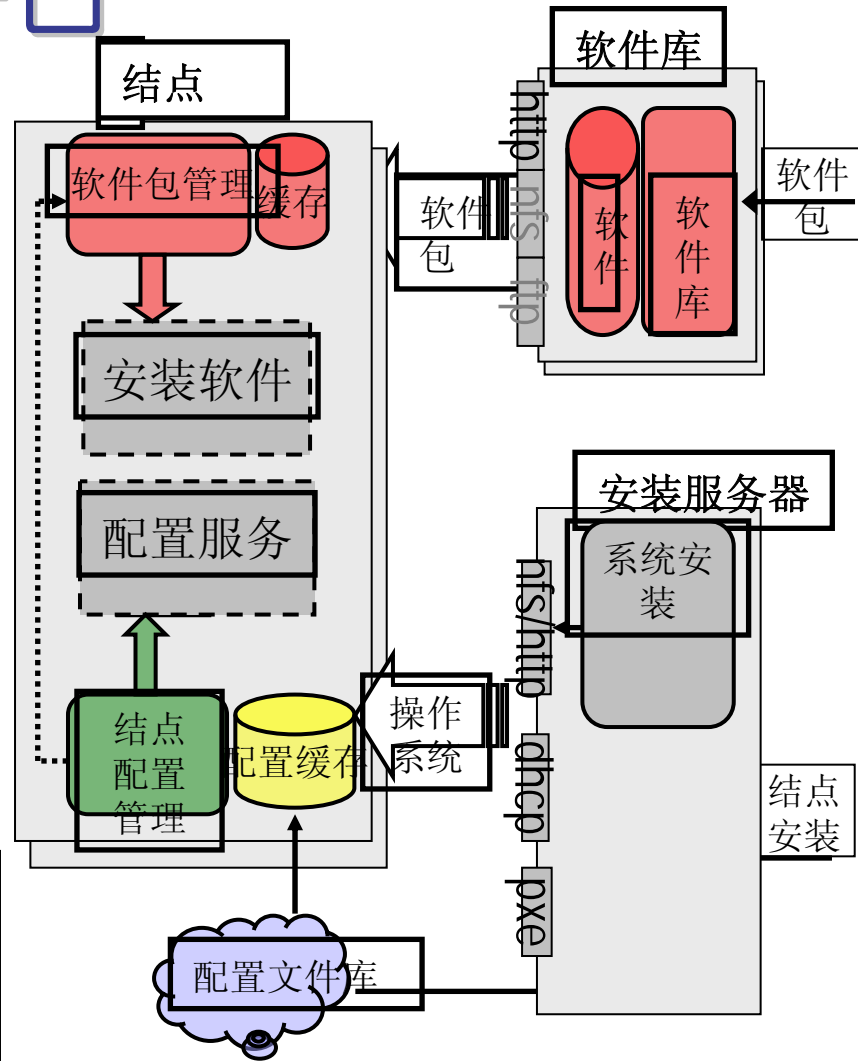 结点
软件包管理
缓存
安装软件
配置服务
结点
配置
管理
配置缓存
配置文件库
软件
包
操作
系统
软件库
http
nfs
ftp
软
件
软
件
库
软件
包
安装服务器
系统安
装
nfs/http
dhcp
pxe
结点
安装